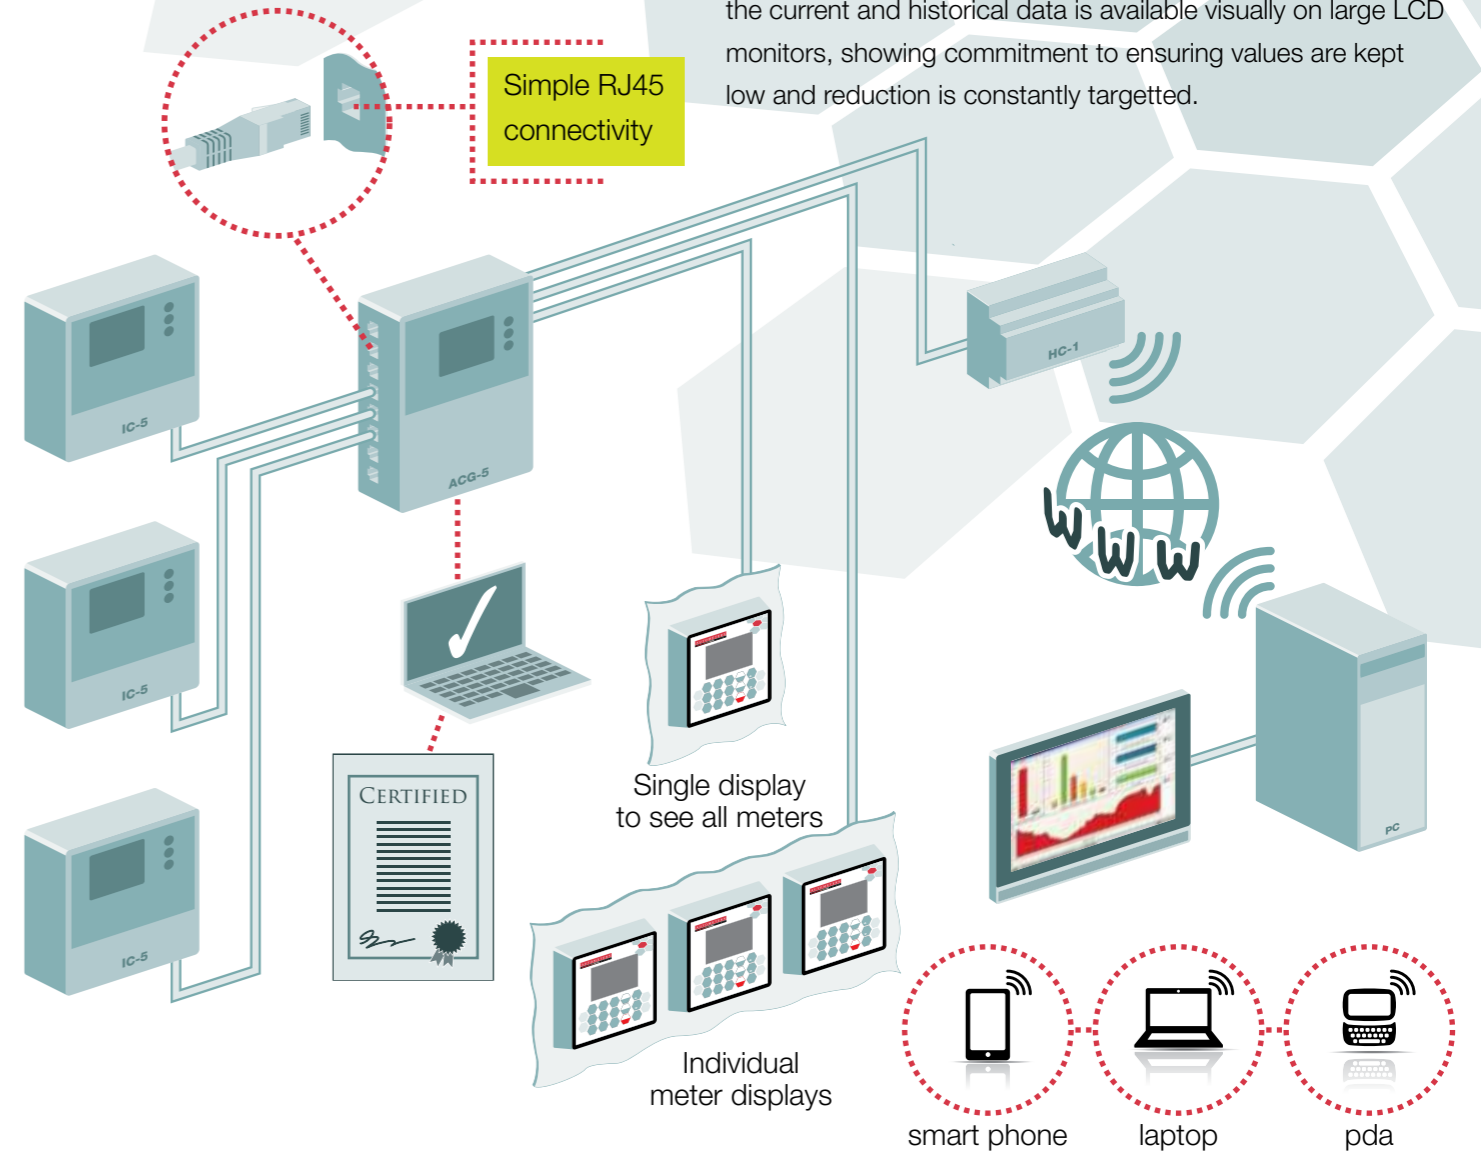 the current and historical data is available visually on large LCD
monitors, showing commitment to ensuring values are kept
low and reduction is constantly targetted.
Simple RJ45
connectivity
IC-5
ACG-5
HC-1
W W W
IC-5
IC-5
CERTIFIED
Single display
to see all meters
PC
Individual
meter displays
smart phone
laptop
pda